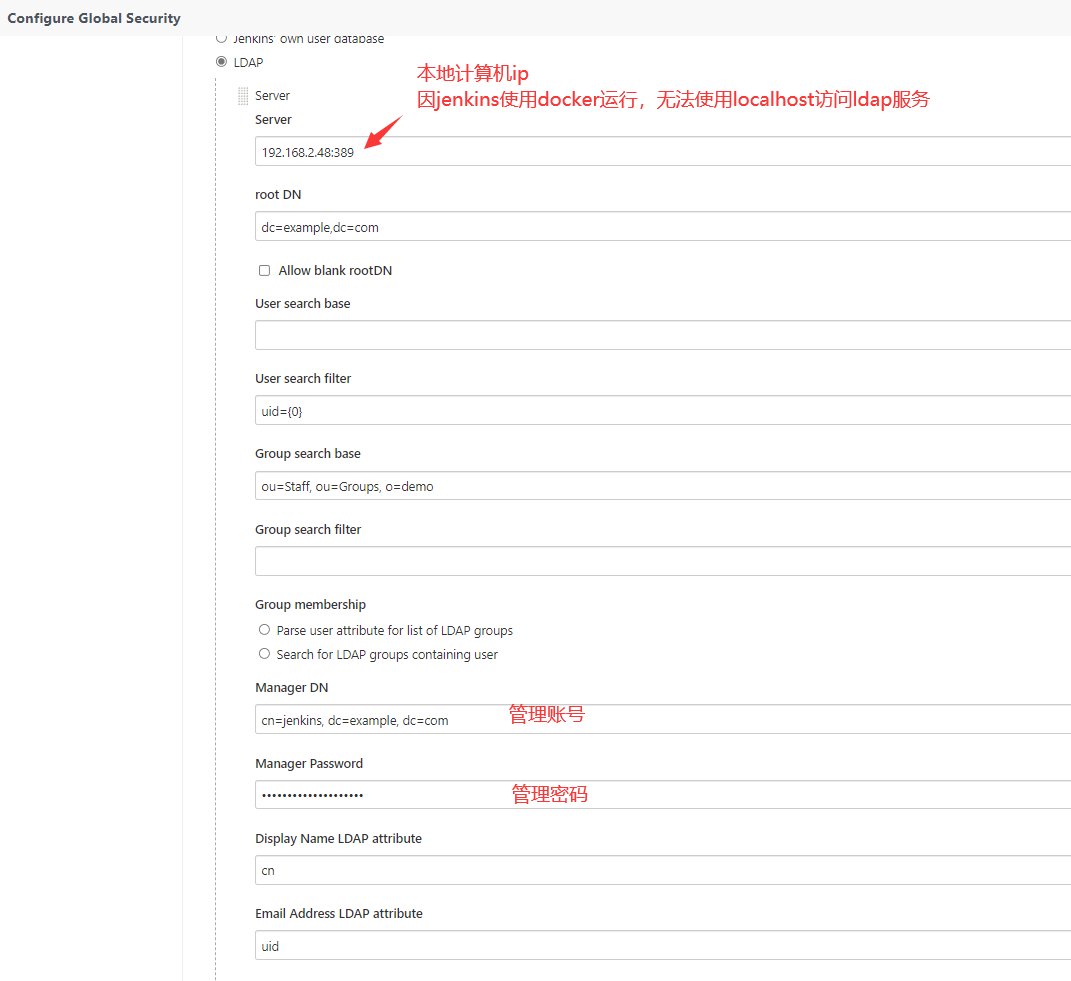 Configure Global Security
Jenkins' own user database
LDAP
本地计算机ip
因jenkins使用docker运行，无法使用localhost访问ldap服务
Server
Server
192.168.2.48:389
root DN
dc=example,dc=com
Allow blank rootDN
User search base
User search filter
uid={0}
Group search base
ou=Staff, ou=Groups, o=demo
Group search filter
Group membership
Parse user attribute for list of LDAP groups
Search for LDAP groups containing user
Manager DN
cn=jenkins, dc=example, dc=com
管理账号
Manager Password
••••••••••••••••••••
管理密码
Display Name LDAP attribute
cn
Email Address LDAP attribute
uid